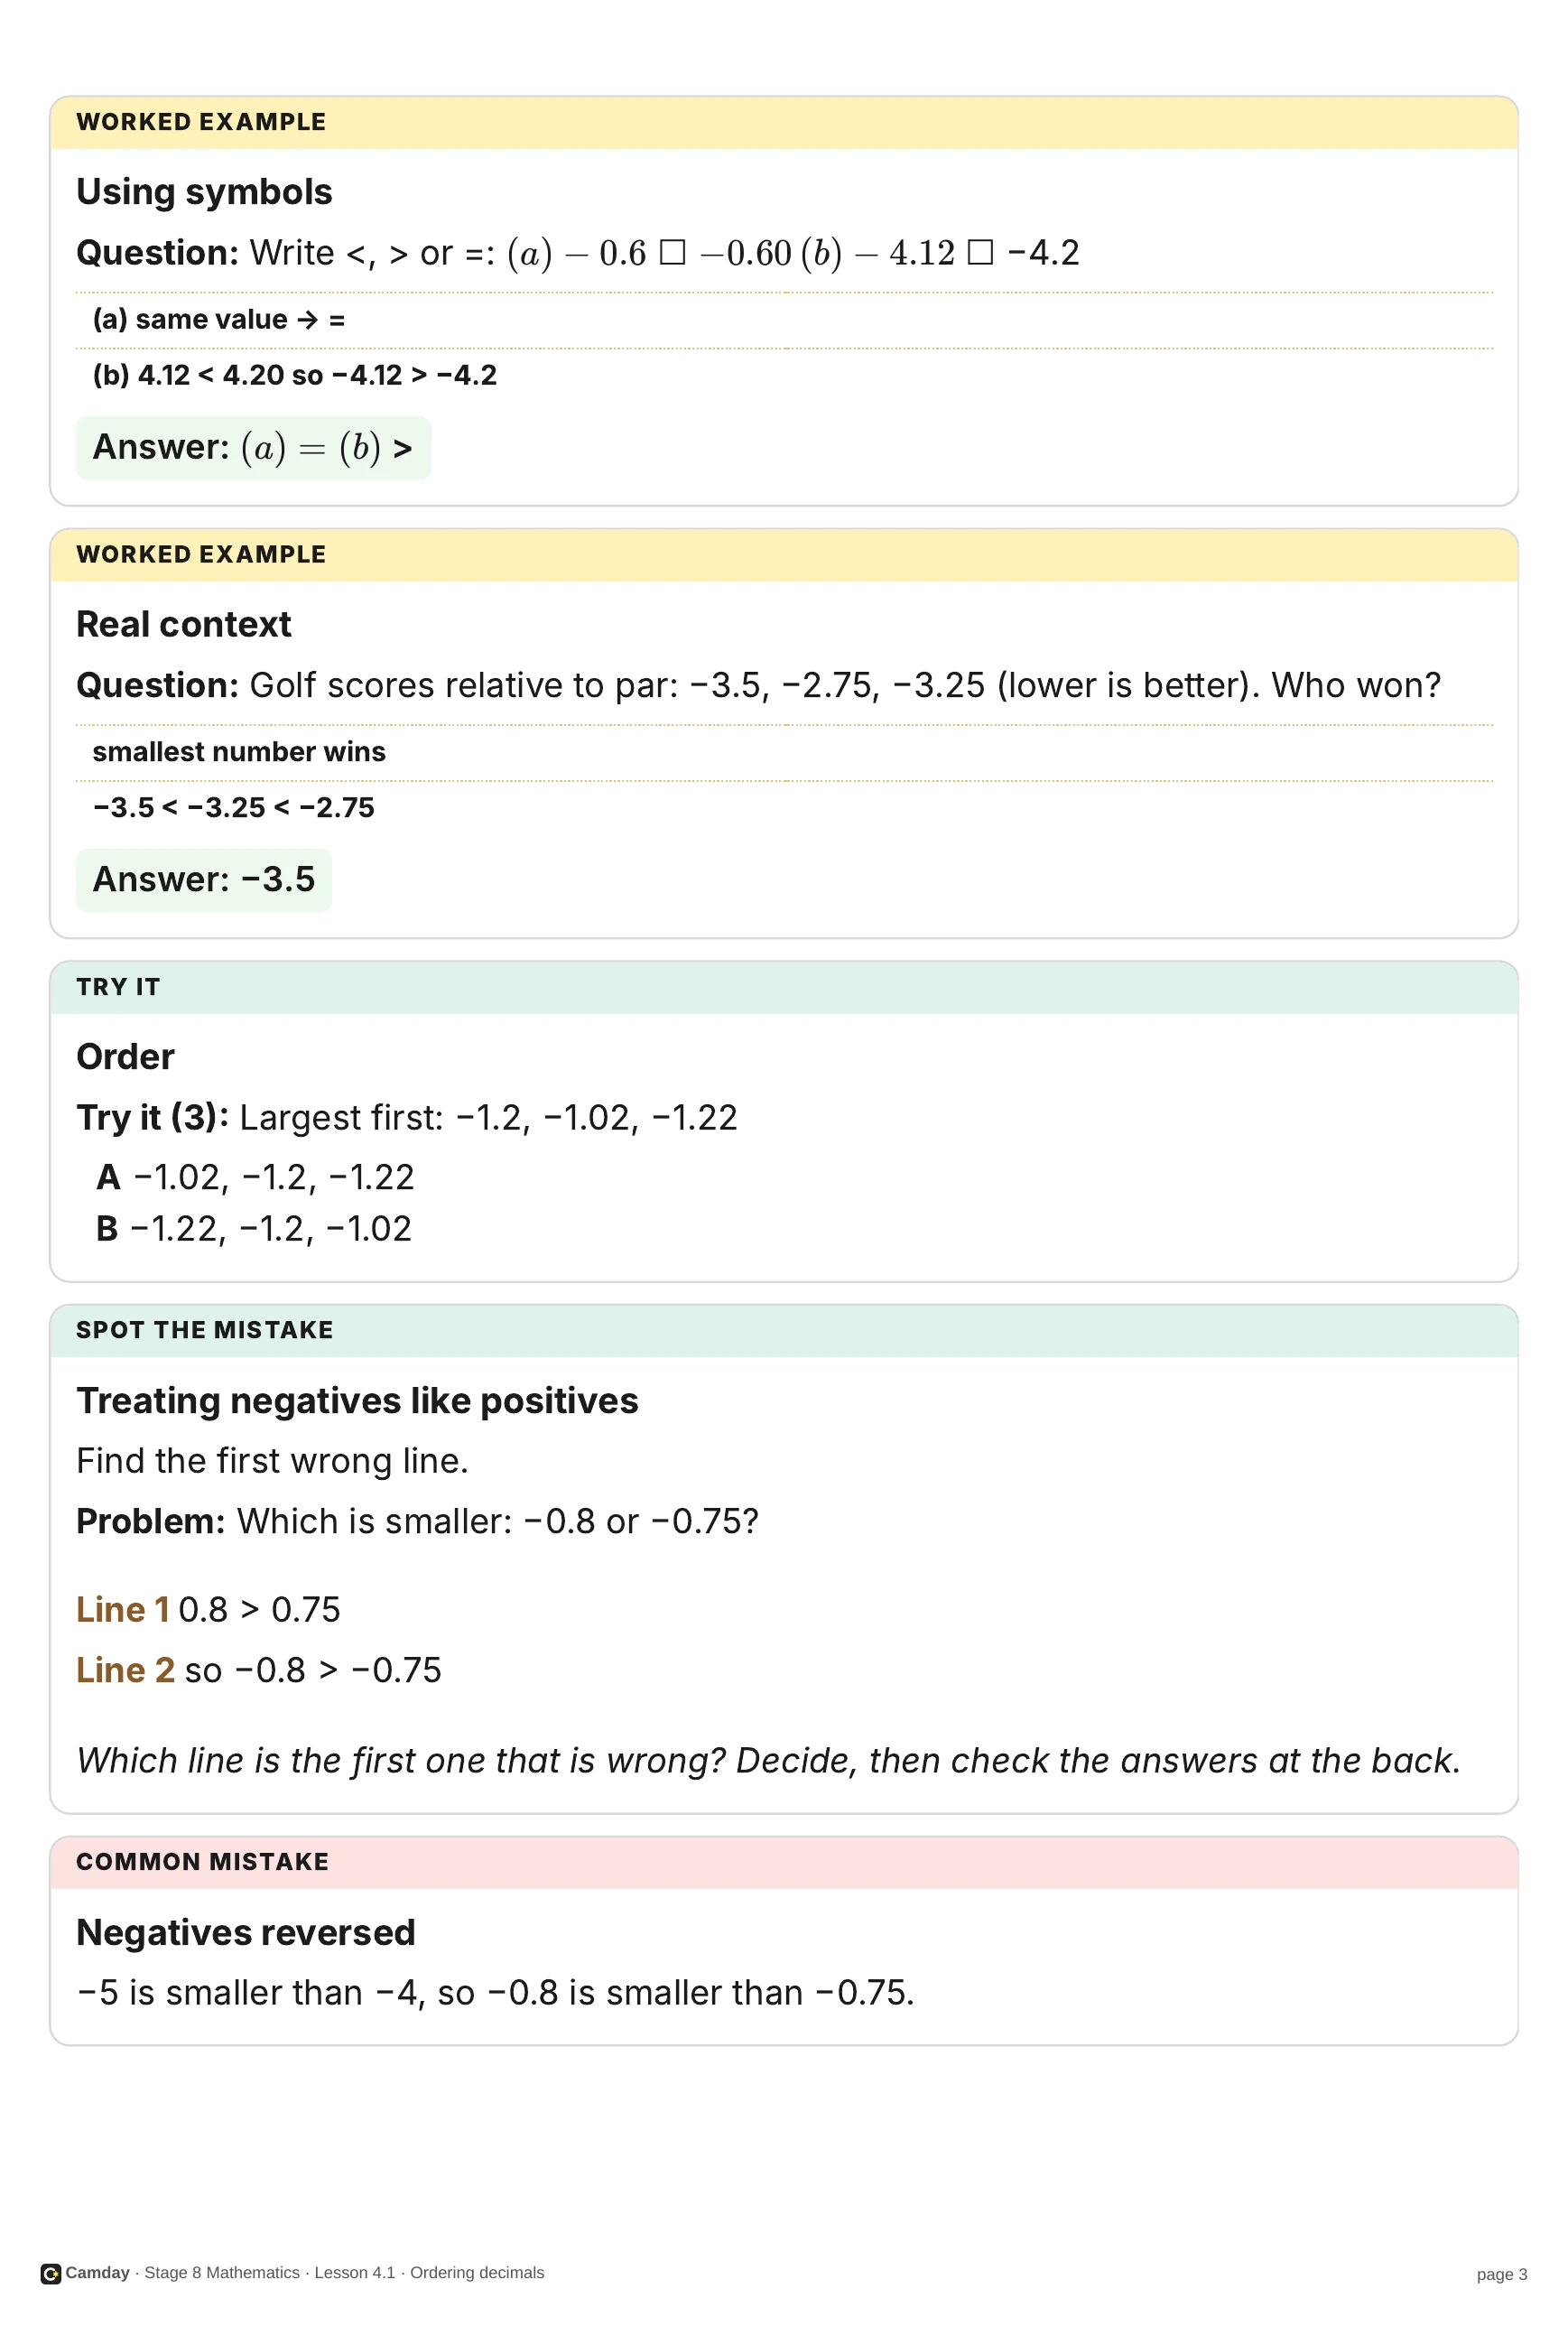 WORKED EXAMPLE
Using symbols
Question: Write <, > or =: (a) − 0.6 □ −0.60 (b) − 4.12 □ −4.2
(a) same value → =
(b) 4.12 < 4.20 so −4.12 > −4.2
Answer: (a) = (b) >
WORKED EXAMPLE
Real context
Question: Golf scores relative to par: −3.5, −2.75, −3.25 (lower is better). Who won?
smallest number wins
−3.5 < −3.25 < −2.75
Answer: −3.5
TRY IT
Order
Try it (3): Largest first: −1.2, −1.02, −1.22
A −1.02, −1.2, −1.22
B −1.22, −1.2, −1.02
SPOT THE MISTAKE
Treating negatives like positives
Find the first wrong line.
Problem: Which is smaller: −0.8 or −0.75?
Line 1 0.8 > 0.75
Line 2 so −0.8 > −0.75
Which line is the first one that is wrong? Decide, then check the answers at the back.
COMMON MISTAKE
Negatives reversed
−5 is smaller than −4, so −0.8 is smaller than −0.75.
Camday · Stage 8 Mathematics · Lesson 4.1 · Ordering decimals
page 3